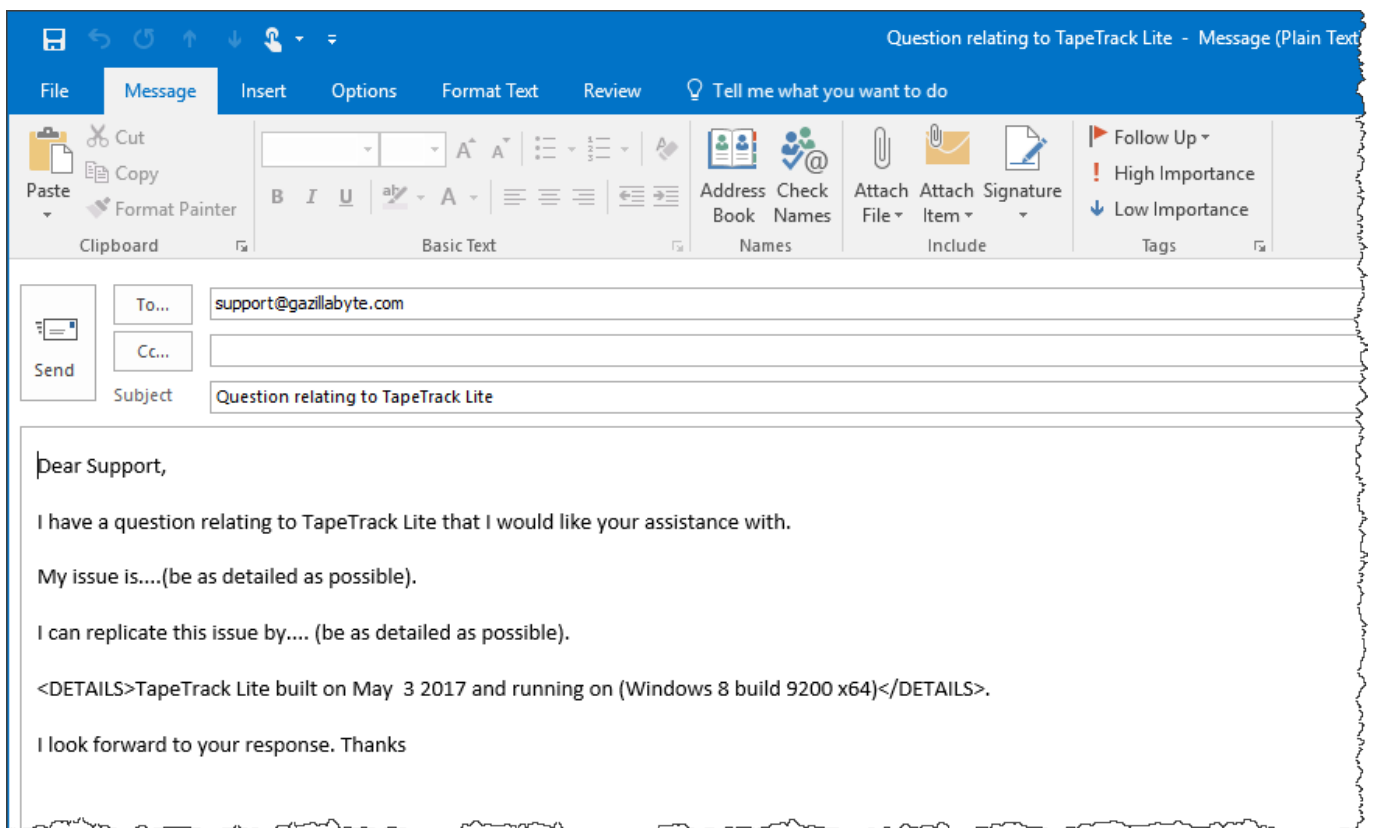 Question relating to TapeTrack Lite - Message (Plain Text
File Message Insert Options Format Text Review Tell me what you want to do
Paste
Cut
Copy
Format Painter
Clipboard
B I U A
Basic Text
Address Book
Check Names
Names
Attach File
Attach Item
Signature
Include
Follow Up
High Importance
Low Importance
Tags
Send
To... support@gazillabyte.com
Cc...
Subject Question relating to TapeTrack Lite
Dear Support,
I have a question relating to TapeTrack Lite that I would like your assistance with.
My issue is....(be as detailed as possible).
I can replicate this issue by.... (be as detailed as possible).
<DETAILS>TapeTrack Lite built on May  3 2017 and running on (Windows 8 build 9200 x64)</DETAILS>.
I look forward to your response. Thanks